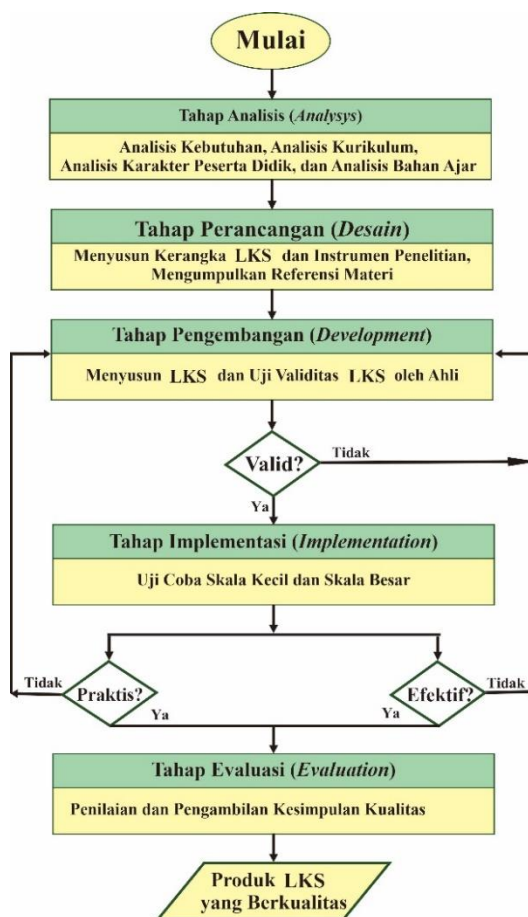 Mulai
Tahap Analisis (Analysys)
Analisis Kebutuhan, Analisis Kurikulum,
Analisis Karakter Peserta Didik, dan Analisis Bahan Ajar
Tahap Perancangan (Desain)
Menyusun Kerangka LKS dan Instrumen Penelitian,
Mengumpulkan Referensi Materi
Tahap Pengembangan (Development)
Menyusun LKS dan Uji Validitas LKS oleh Ahli
Valid?
Tidak
Ya
Tahap Implementasi (Implementation)
Uji Coba Skala Kecil dan Skala Besar
Tidak
Praktis?
Ya
Efektif?
Tidak
Ya
Tahap Evaluasi (Evaluation)
Penilaian dan Pengambilan Kesimpulan Kualitas
Produk LKS
yang Berkualitas